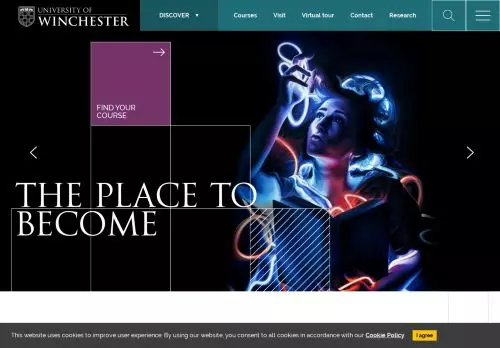 UNIVERSITY OF
WINCHESTER
DISCOVER ▼ Courses Visit Virtual tour Contact Research
FIND YOUR
COURSE
THE PLACE TO
BECOME
This website uses cookies to improve user experience. By using our website, you consent to all cookies in accordance with our Cookie Policy I agree